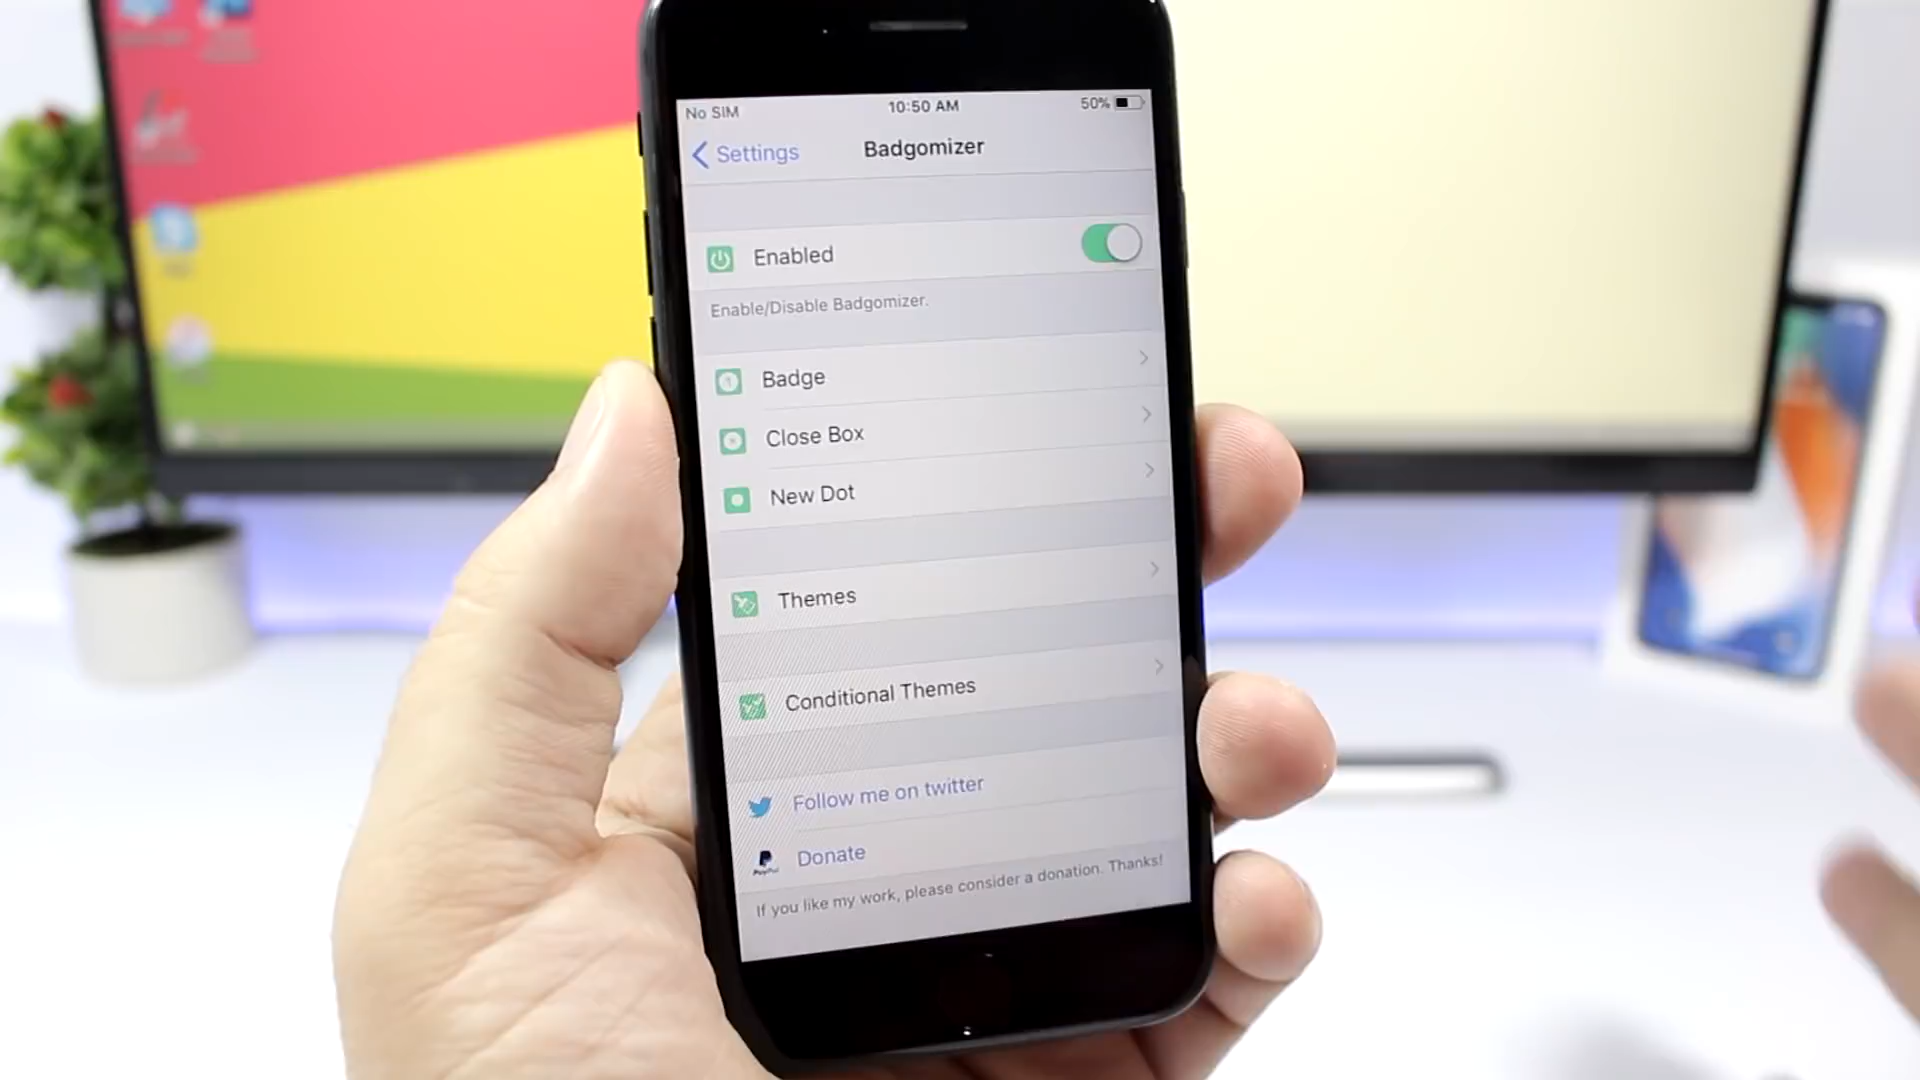 No SIM 10:50 AM 50%
Settings Badgomizer
Enabled
Enable/Disable Badgomizer.
Badge
Close Box
New Dot
Themes
Conditional Themes
Follow me on twitter
Donate
If you like my work, please consider a donation. Thanks!